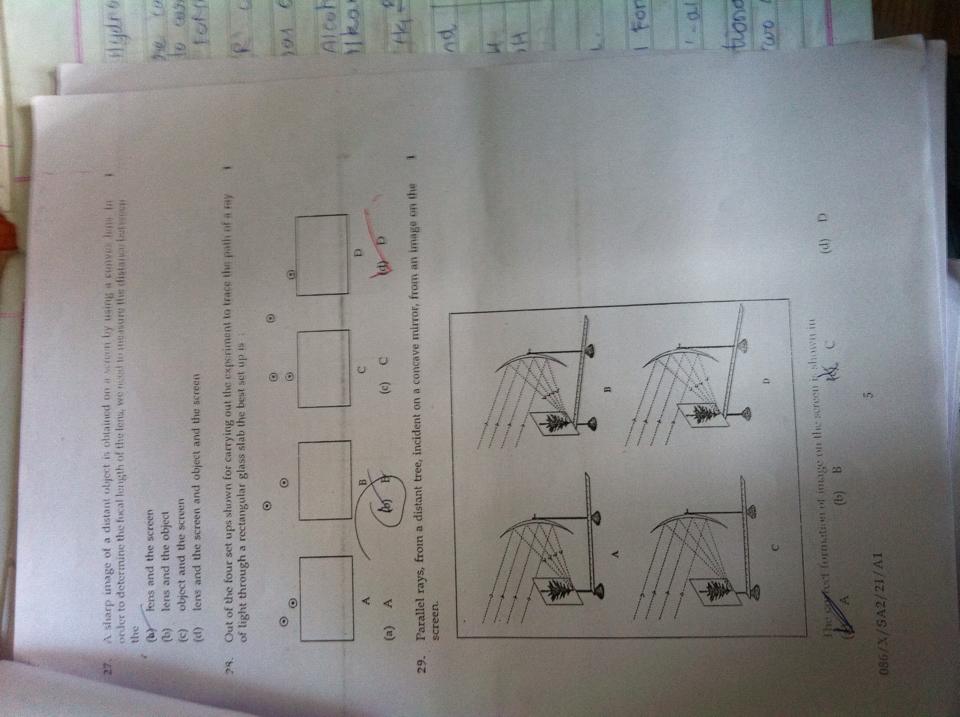 27. A sharp image of a distant object is obtained on a screen by using a convex lens. In
order to determine the focal length of the lens, we need to measure the distance between
the 1
(a) lens and the screen
(b) lens and the object
(c) object and the screen
(d) lens and the screen and object and the screen
28. Out of the four set ups shown for carrying out the experiment to trace the path of a ray
of light through a rectangular glass slab the best set up is : 1
A B C D
(a) A (b) B (c) C (d) D
29. Parallel rays, from a distant tree, incident on a concave mirror, from an image on the
screen. 1
A B
C D
The correct formation of image on the screen is shown in
A (b) B C (d) D
086/X/SA2/21/A1 5
Hydro
Alcoh
nd
1 For